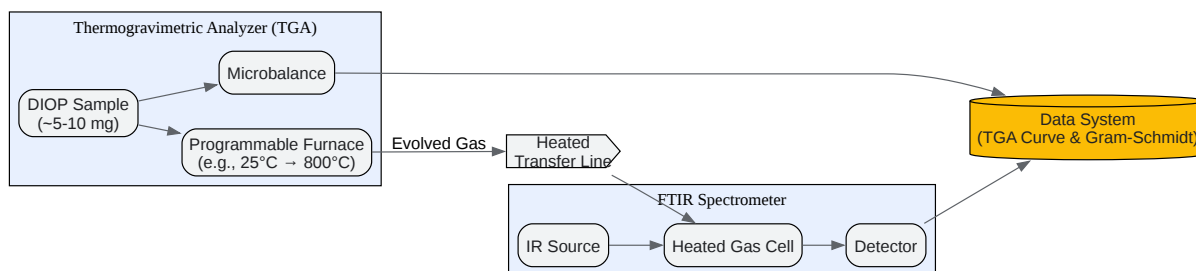 Thermogravimetric Analyzer (TGA)
Microbalance
DIOP Sample
(~5-10 mg)
Programmable Furnace
(e.g., 25°C → 800°C)
Evolved Gas
Heated
Transfer Line
Data System
(TGA Curve & Gram-Schmidt)
FTIR Spectrometer
IR Source
Heated Gas Cell
Detector